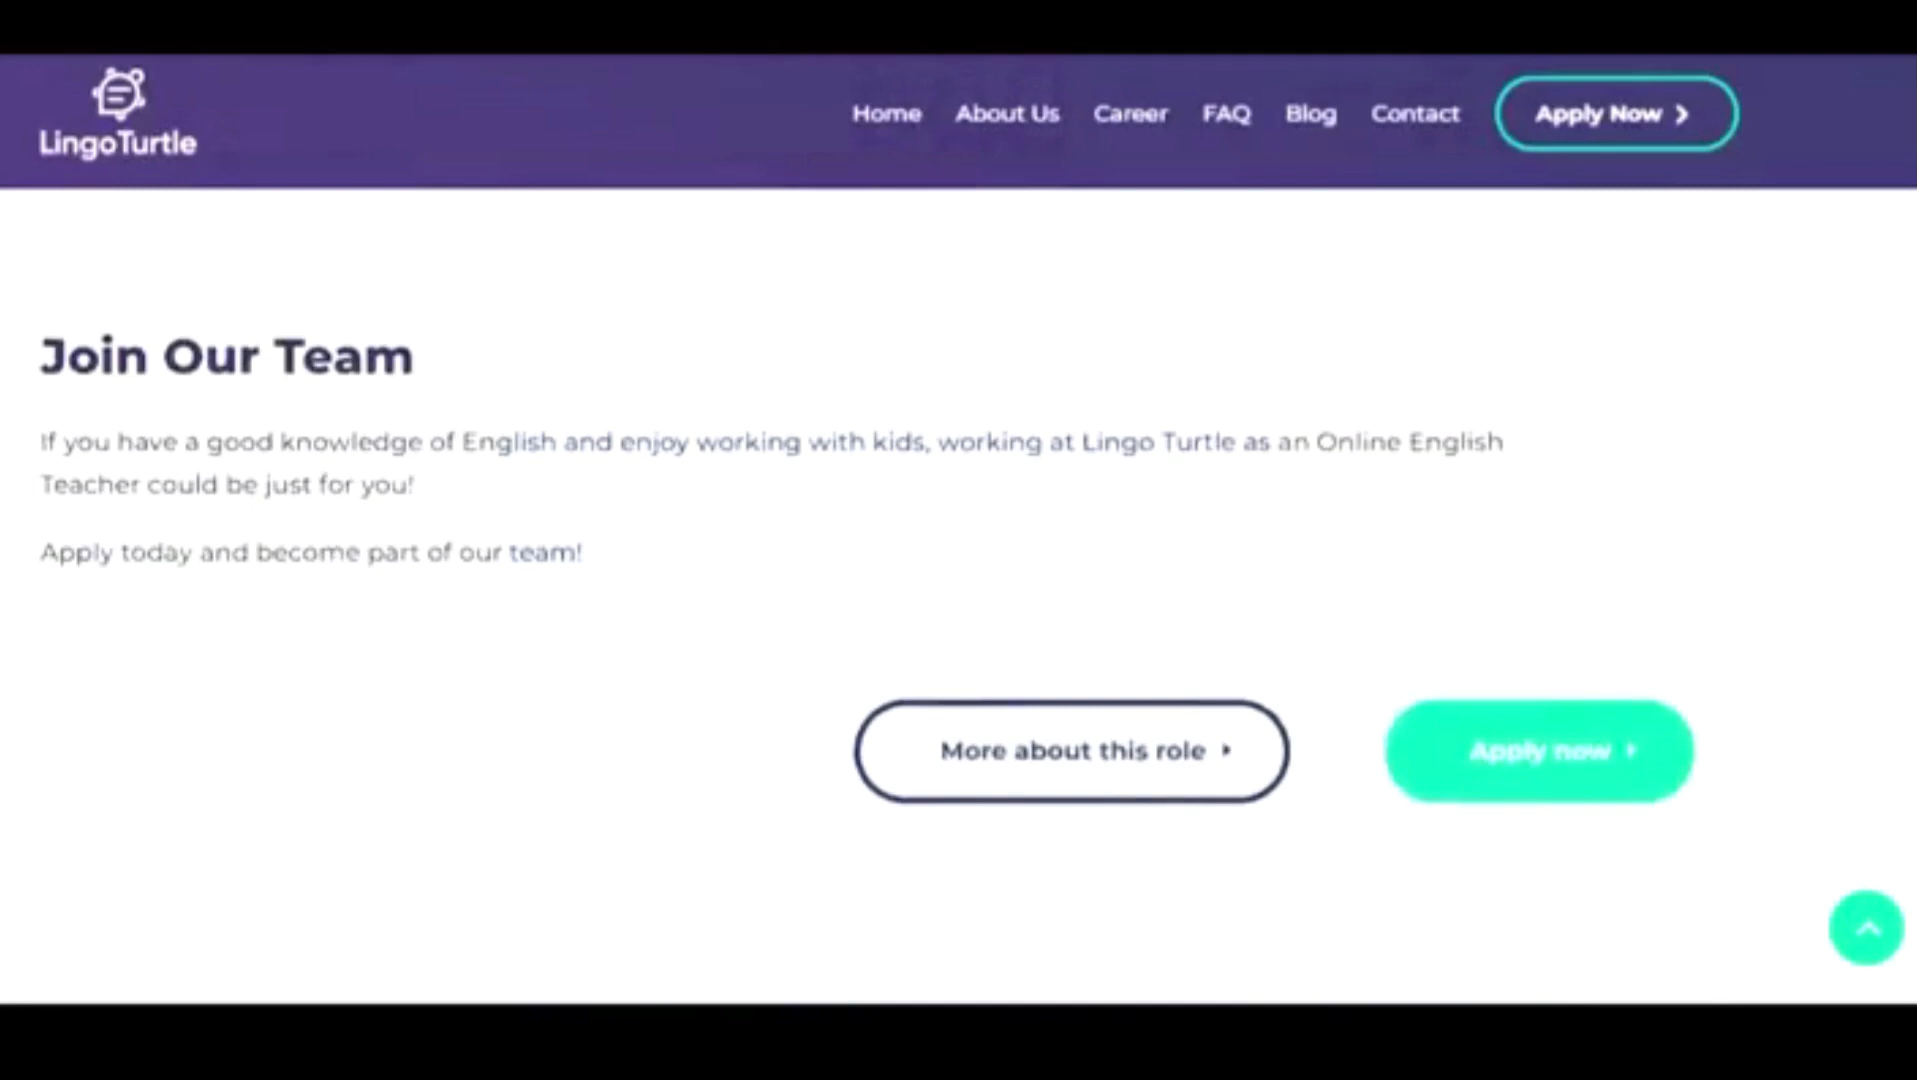 LingoTurtle
Home About Us Career FAQ Blog Contact Apply Now
Join Our Team
If you have a good knowledge of English and enjoy working with kids, working at Lingo Turtle as an Online English
Teacher could be just for you!
Apply today and become part of our team!
More about this role Apply now